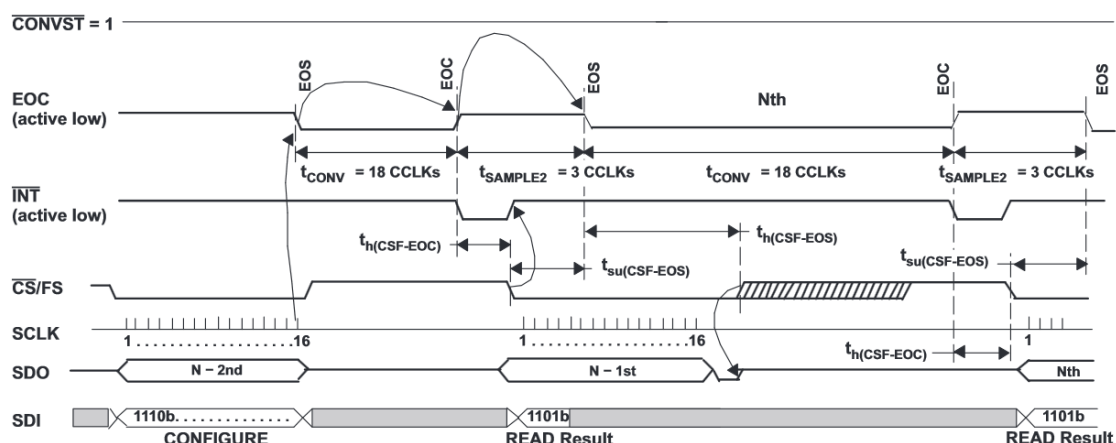 CONVST = 1
EOS
EOC
EOS
EOC
EOS
EOC
(active low)
Nth
tCONV = 18 CCLKs
tSAMPLE2 = 3 CCLKs
tCONV = 18 CCLKs
tSAMPLE2 = 3 CCLKs
INT
(active low)
th(CSF-EOC)
th(CSF-EOS)
tsu(CSF-EOS)
tsu(CSF-EOS)
CS/FS
SCLK
1 . . . . . . . . . . . . . . . . 16
1 . . . . . . . . . . . . . . . . 16
1
th(CSF-EOC)
SDO
N – 2nd
N – 1st
Nth
SDI
1110b. . . . . . . . . . . . . .
1101b
1101b
CONFIGURE
READ Result
READ Result